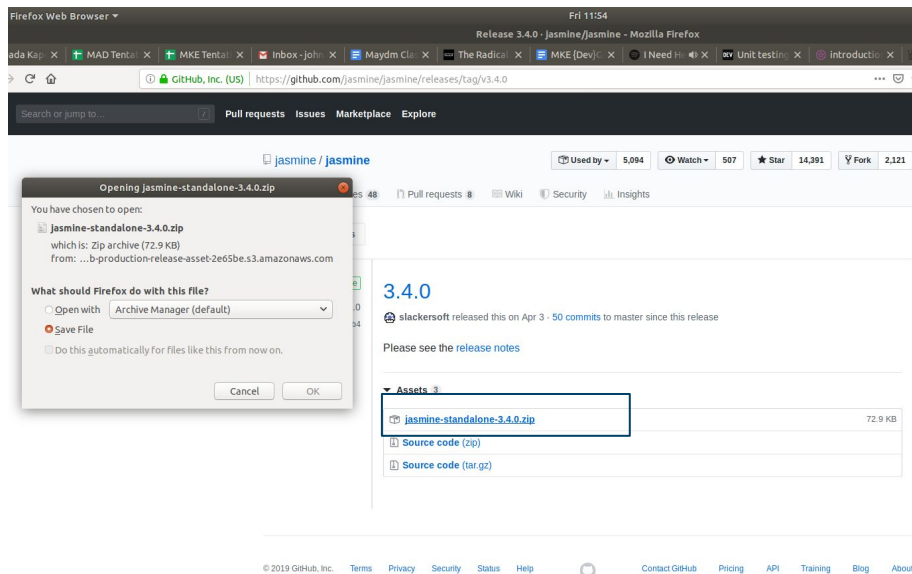 Firefox Web Browser
Fri 11:54
Release 3.4.0 · jasmine/jasmine - Mozilla Firefox
ada Kap MAD Tentat MKE Tentat Inbox - john Maydm Clas The Radical MKE {Dev}G I Need He Unit testing introductio
GitHub, Inc. (US) https://github.com/jasmine/jasmine/releases/tag/v3.4.0
Search or jump to... / Pull requests Issues Marketplace Explore
jasmine / jasmine Used by 5,094 Watch 507 Star 14,391 Fork 2,121
es 48 Pull requests 8 Wiki Security Insights
Opening jasmine-standalone-3.4.0.zip
You have chosen to open:
jasmine-standalone-3.4.0.zip
which is: Zip archive (72.9 KB)
from: ...b-production-release-asset-2e65be.s3.amazonaws.com
What should Firefox do with this file?
Open with Archive Manager (default)
Save File
Do this automatically for files like this from now on.
Cancel OK
3.4.0
slackersoft released this on Apr 3 · 50 commits to master since this release
Please see the release notes
Assets 3
jasmine-standalone-3.4.0.zip 72.9 KB
Source code (zip)
Source code (tar.gz)
© 2019 GitHub, Inc. Terms Privacy Security Status Help Contact GitHub Pricing API Training Blog About